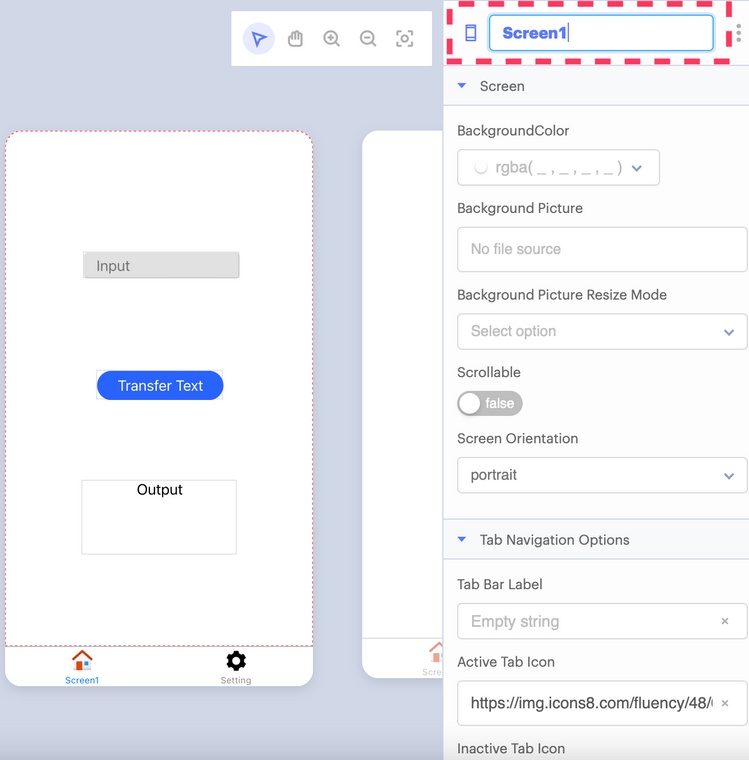 Screen1
Screen
BackgroundColor
rgba( _ , _ , _ , _ )
Background Picture
No file source
Background Picture Resize Mode
Select option
Scrollable
false
Screen Orientation
portrait
Tab Navigation Options
Tab Bar Label
Empty string
Active Tab Icon
https://img.icons8.com/fluency/48/
Inactive Tab Icon
Input
Transfer Text
Output
Screen1
Setting
Scree